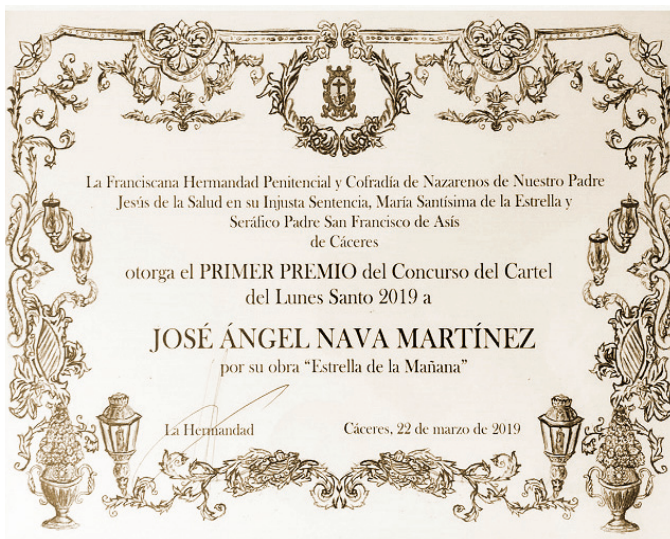 La Franciscana Hermandad Penitencial y Cofradía de Nazarenos de Nuestro Padre
Jesús de la Salud en su Injusta Sentencia, María Santísima de la Estrella y
Seráfico Padre San Francisco de Asís
de Cáceres
otorga el PRIMER PREMIO del Concurso del Cartel
del Lunes Santo 2019 a
JOSÉ ÁNGEL NAVA MARTÍNEZ
por su obra “Estrella de la Mañana”
La Hermandad
Cáceres, 22 de marzo de 2019